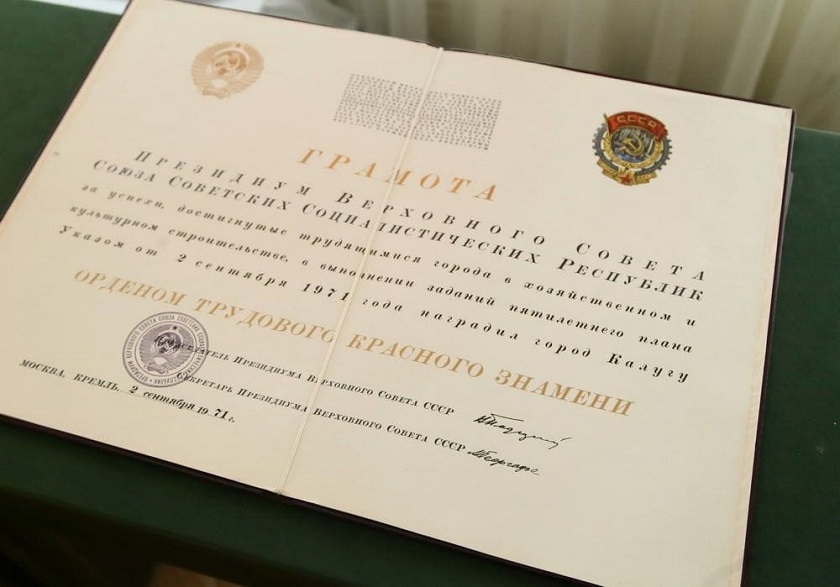 СССР
ГРАМОТА
ПРЕЗИДИУМ ВЕРХОВНОГО СОВЕТА
СОЮЗА СОВЕТСКИХ СОЦИАЛИСТИЧЕСКИХ РЕСПУБЛИК
за успехи, достигнутые трудящимися города в хозяйственном и
культурном строительстве, в выполнении заданий пятилетнего плана
Указом от 2 сентября 1971 года наградил город Калугу
ОРДЕНОМ ТРУДОВОГО КРАСНОГО ЗНАМЕНИ
ПРЕДСЕДАТЕЛЬ ПРЕЗИДИУМА ВЕРХОВНОГО СОВЕТА СССР
СЕКРЕТАРЬ ПРЕЗИДИУМА ВЕРХОВНОГО СОВЕТА СССР
МОСКВА, КРЕМЛЬ. 2 сентября 1971г.